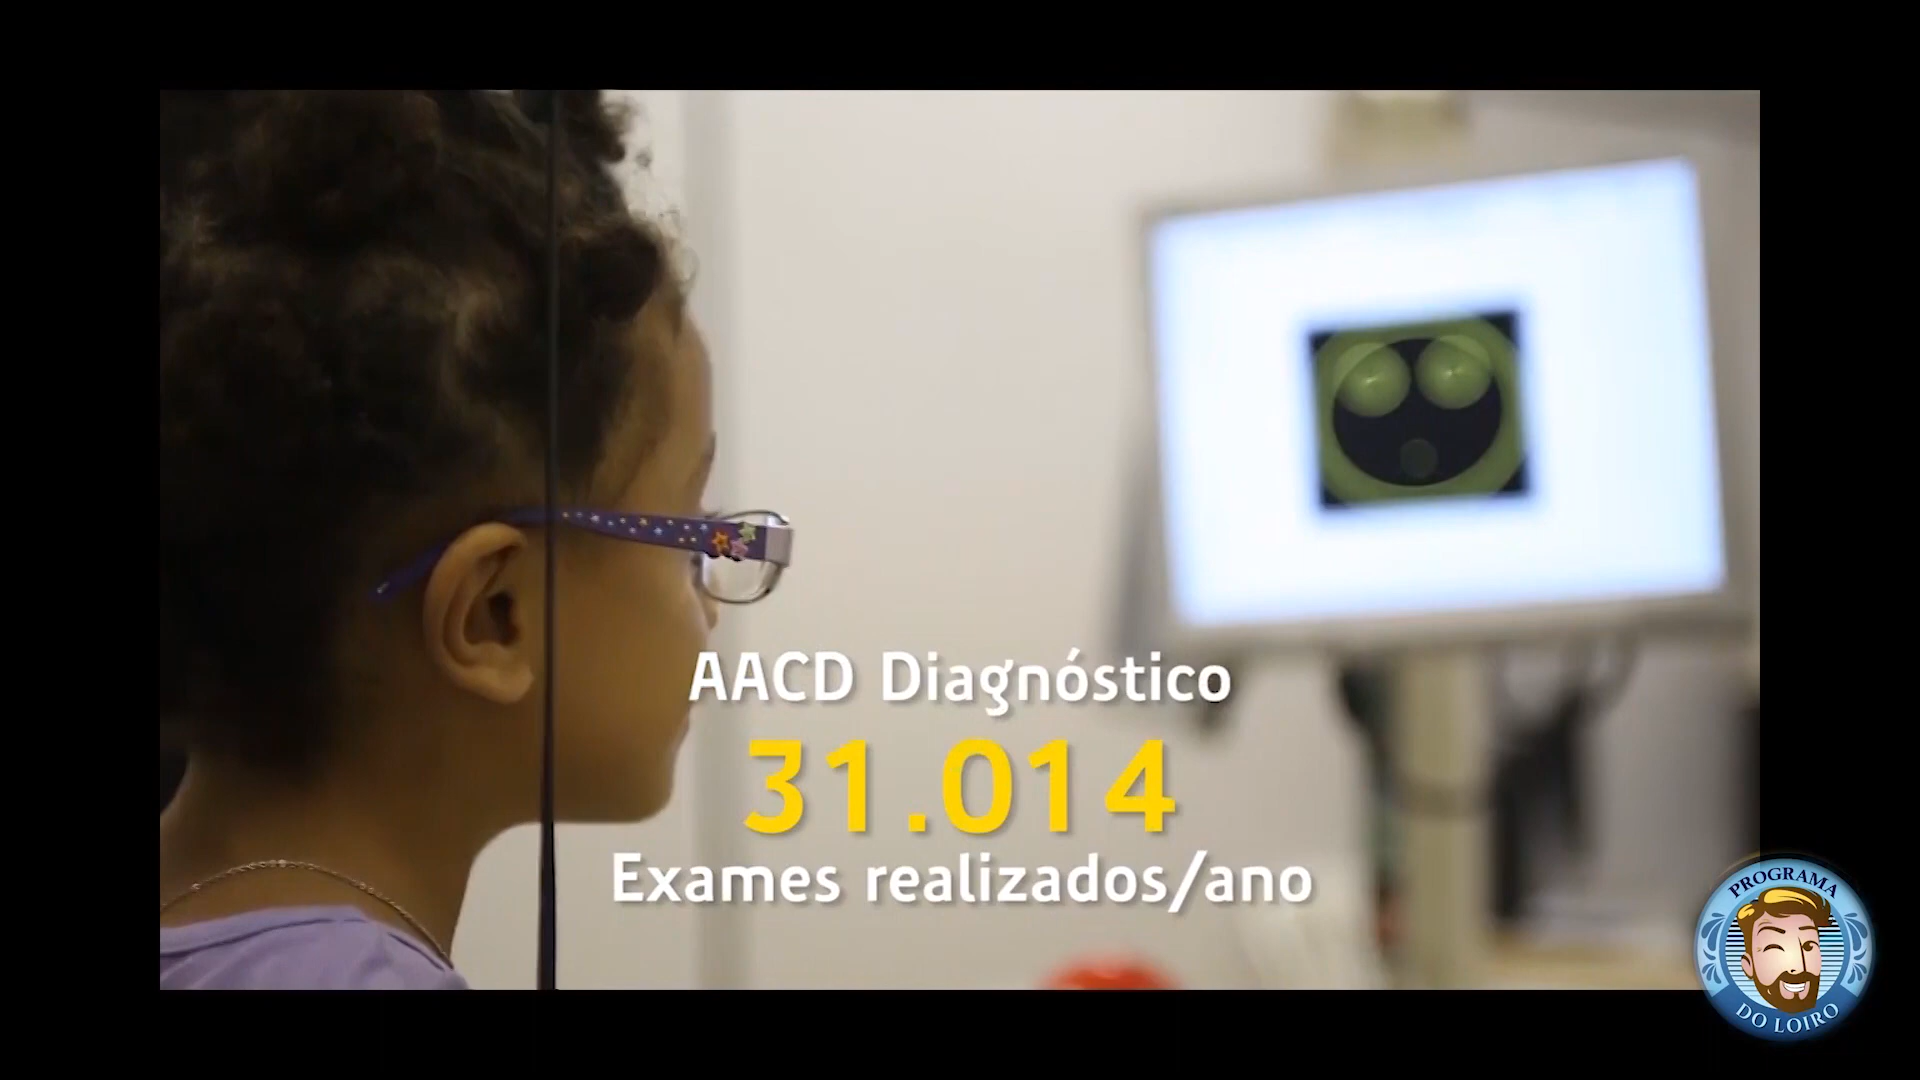 AACD Diagnóstico
31.014
Exames realizados/ano
PROGRAMA
DO LOIRO